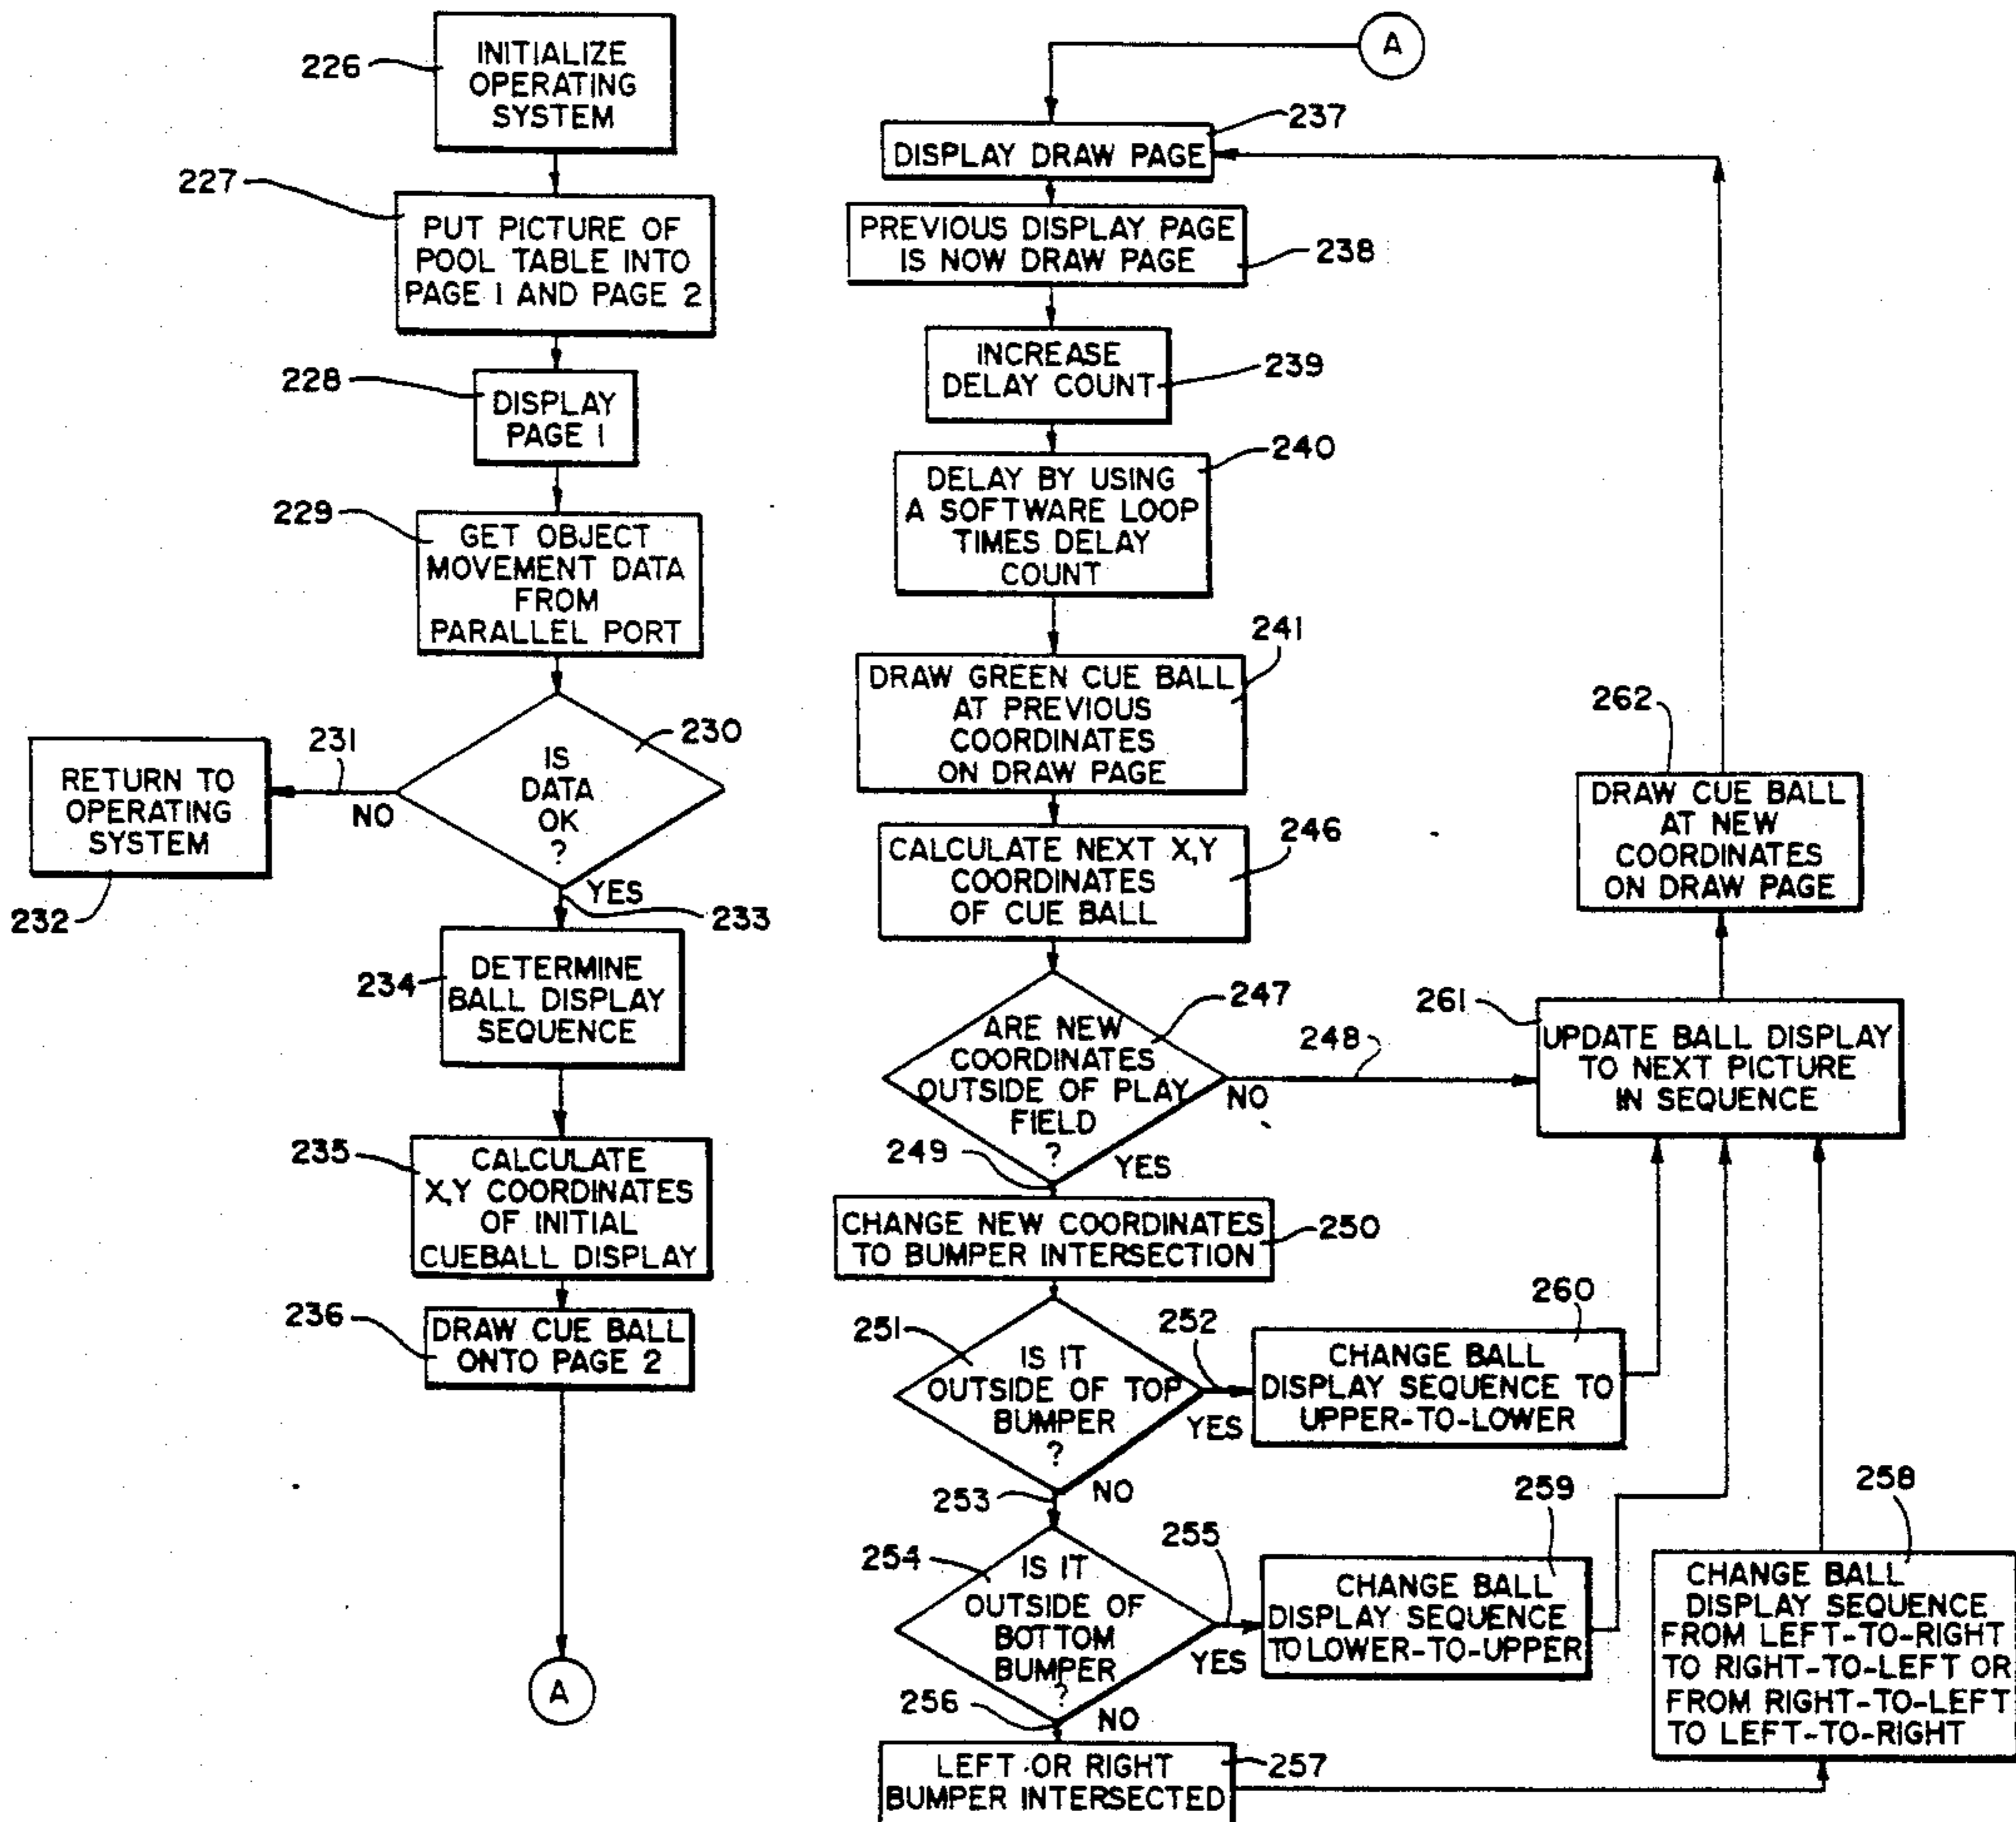 226
INITIALIZE
OPERATING
SYSTEM
227
PUT PICTURE OF
POOL TABLE INTO
PAGE 1 AND PAGE 2
228
DISPLAY
PAGE 1
229
GET OBJECT
MOVEMENT DATA
FROM
PARALLEL PORT
230
IS
DATA
OK
?
231
NO
RETURN TO
OPERATING
SYSTEM
232
YES
233
234
DETERMINE
BALL DISPLAY
SEQUENCE
235
CALCULATE
X,Y COORDINATES
OF INITIAL
CUEBALL DISPLAY
236
DRAW CUE BALL
ONTO PAGE 2
A
A
237
DISPLAY DRAW PAGE
PREVIOUS DISPLAY PAGE
IS NOW DRAW PAGE
238
INCREASE
DELAY COUNT
239
240
DELAY BY USING
A SOFTWARE LOOP
TIMES DELAY
COUNT
241
DRAW GREEN CUE BALL
AT PREVIOUS
COORDINATES
ON DRAW PAGE
246
CALCULATE NEXT X,Y
COORDINATES
OF CUE BALL
247
ARE NEW
COORDINATES
OUTSIDE OF PLAY
FIELD
?
248
NO
249
YES
CHANGE NEW COORDINATES
TO BUMPER INTERSECTION
250
251
IS IT
OUTSIDE OF TOP
BUMPER
?
252
YES
260
CHANGE BALL
DISPLAY SEQUENCE TO
UPPER-TO-LOWER
253
NO
254
IS IT
OUTSIDE OF
BOTTOM
BUMPER
?
255
YES
259
CHANGE BALL
DISPLAY SEQUENCE
TO LOWER-TO-UPPER
256
NO
LEFT OR RIGHT
BUMPER INTERSECTED
257
258
CHANGE BALL
DISPLAY SEQUENCE
FROM LEFT-TO-RIGHT
TO RIGHT-TO-LEFT OR
FROM RIGHT-TO-LEFT
TO LEFT-TO-RIGHT
261
UPDATE BALL DISPLAY
TO NEXT PICTURE
IN SEQUENCE
262
DRAW CUE BALL
AT NEW
COORDINATES
ON DRAW PAGE